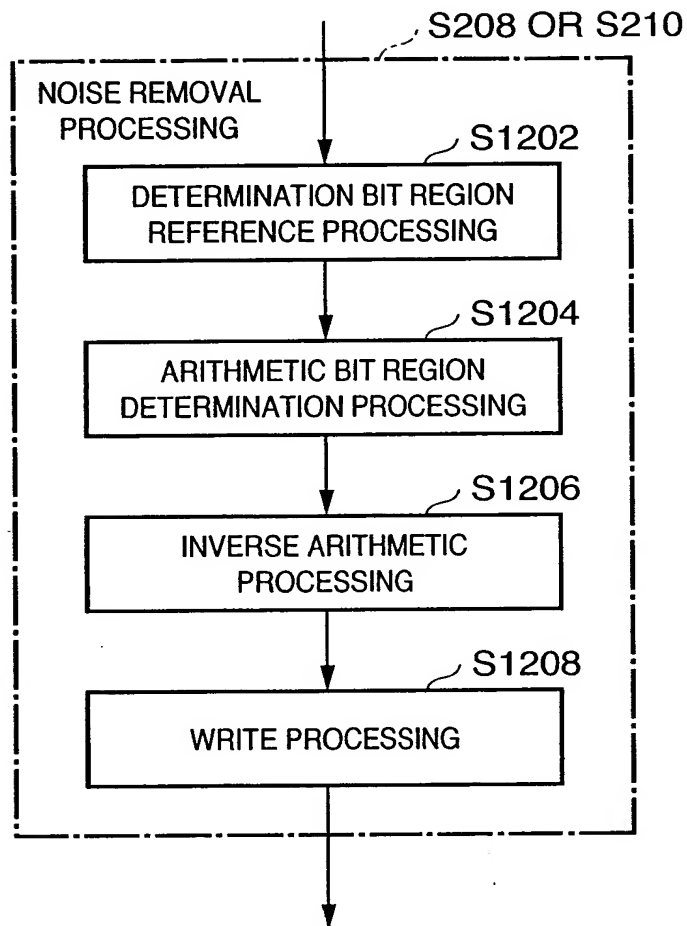 S208 OR S210
NOISE REMOVAL
PROCESSING
S1202
DETERMINATION BIT REGION
REFERENCE PROCESSING
S1204
ARITHMETIC BIT REGION
DETERMINATION PROCESSING
S1206
INVERSE ARITHMETIC
PROCESSING
S1208
WRITE PROCESSING